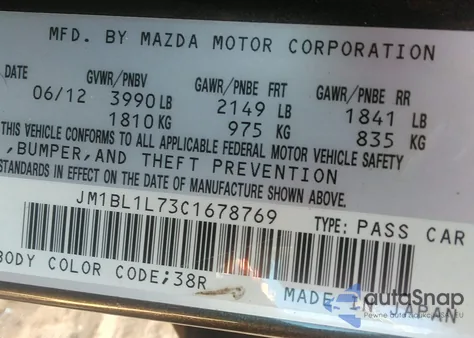 MFD. BY MAZDA MOTOR CORPORATION
DATE GVWR/PNBV GAWR/PNBE FRT GAWR/PNBE RR
06/12 3990 LB 2149 LB 1841 LB
1810 KG 975 KG 835 KG
THIS VEHICLE CONFORMS TO ALL APPLICABLE FEDERAL MOTOR VEHICLE SAFETY
,BUMPER,AND THEFT PREVENTION
STANDARDS IN EFFECT ON THE DATE OF MANUFACTURE SHOWN ABOVE.
JM1BL1L73C1678769 TYPE: PASS CAR
BODY COLOR CODE;38R MADE IN JAPAN
autoSnap